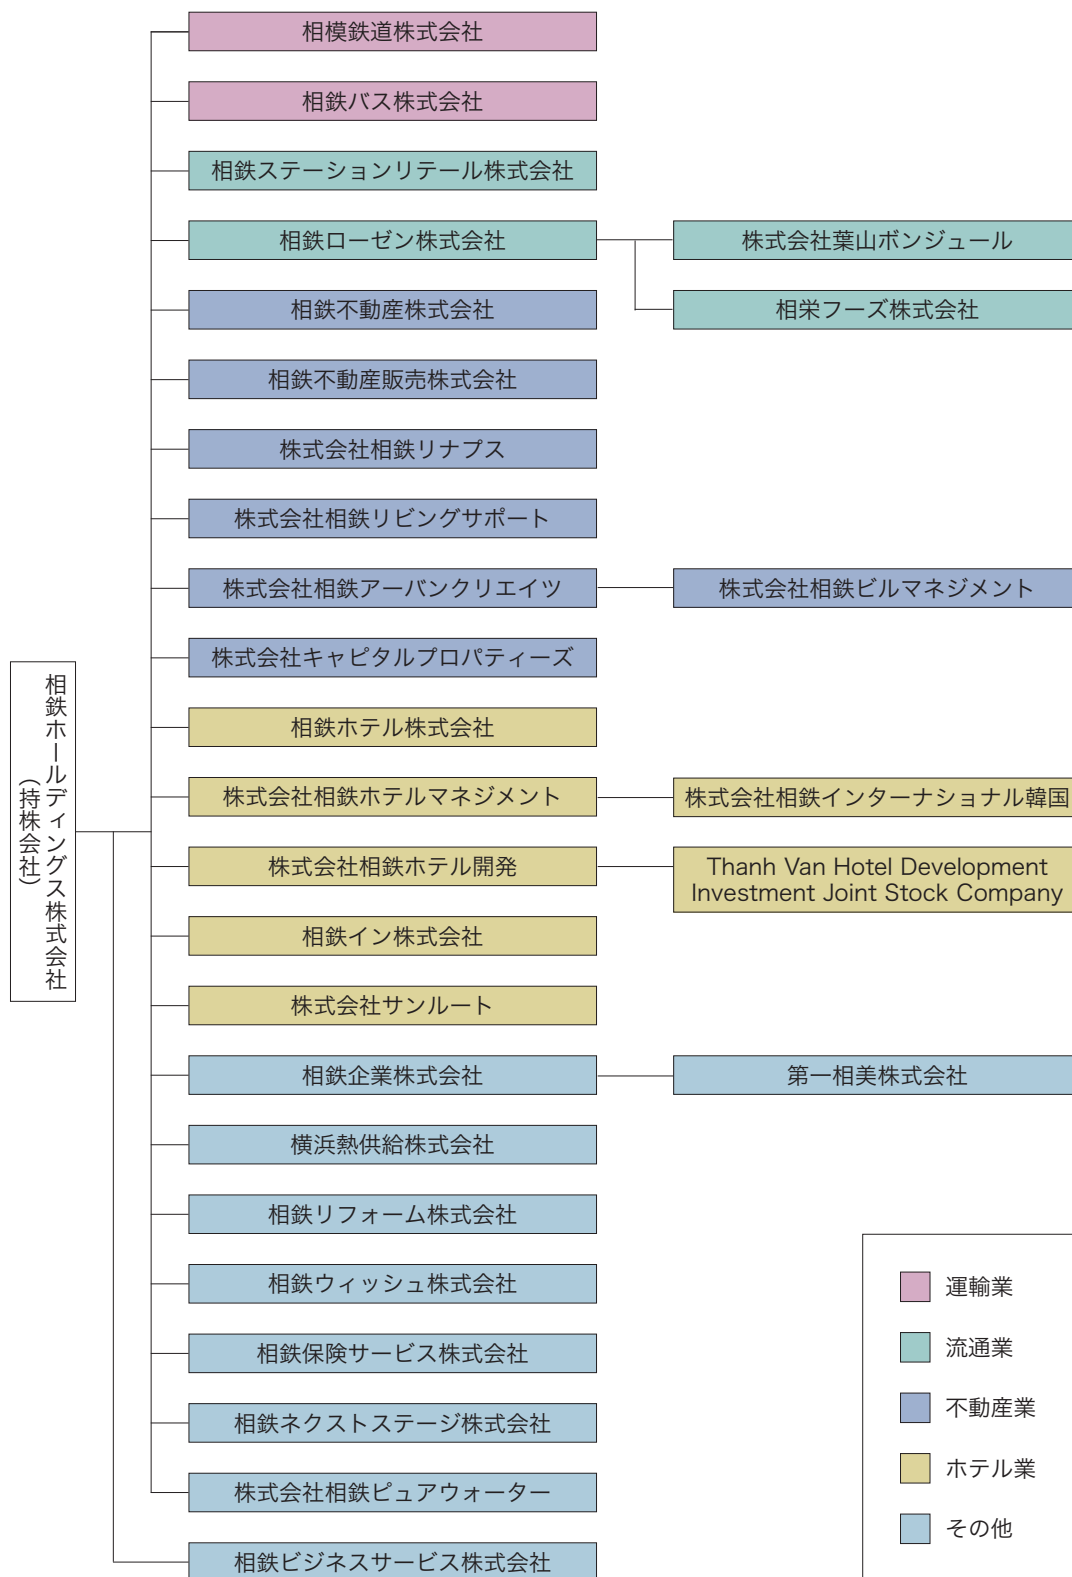 相模鉄道株式会社
相鉄バス株式会社
相鉄ステーションリテール株式会社
相鉄ローゼン株式会社
株式会社葉山ボンジュール
相栄フーズ株式会社
相鉄不動産株式会社
相鉄不動産販売株式会社
株式会社相鉄リナプス
株式会社相鉄リビングサポート
株式会社相鉄アーバンクリエイツ
株式会社相鉄ビルマネジメント
株式会社キャピタルプロパティーズ
相鉄ホールディングス株式会社
（持株会社）
相鉄ホテル株式会社
株式会社相鉄ホテルマネジメント
株式会社相鉄インターナショナル韓国
株式会社相鉄ホテル開発
Thanh Van Hotel Development
Investment Joint Stock Company
相鉄イン株式会社
株式会社サンルート
相鉄企業株式会社
第一相美株式会社
横浜熱供給株式会社
相鉄リフォーム株式会社
相鉄ウィッシュ株式会社
相鉄保険サービス株式会社
相鉄ネクストステージ株式会社
株式会社相鉄ピュアウォーター
相鉄ビジネスサービス株式会社
運輸業
流通業
不動産業
ホテル業
その他